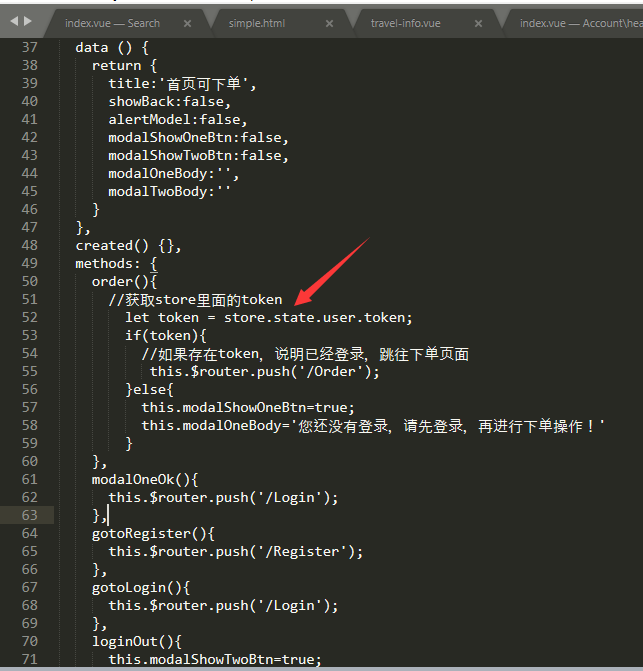 index.vue — Search
simple.html
travel-info.vue
index.vue — Account\hea
37 data () {
38 return {
39 title:'首页可下单',
40 showBack:false,
41 alertModel:false,
42 modalShowOneBtn:false,
43 modalShowTwoBtn:false,
44 modalOneBody:'',
45 modalTwoBody:''
46 }
47 },
48 created() {},
49 methods: {
50 order(){
51 //获取store里面的token
52 let token = store.state.user.token;
53 if(token){
54 //如果存在token，说明已经登录，跳往下单页面
55 this.$router.push('/Order');
56 }else{
57 this.modalShowOneBtn=true;
58 this.modalOneBody='您还没有登录，请先登录，再进行下单操作！'
59 }
60 },
61 modalOneOk(){
62 this.$router.push('/Login');
63 },
64 gotoRegister(){
65 this.$router.push('/Register');
66 },
67 gotoLogin(){
68 this.$router.push('/Login');
69 },
70 loginOut(){
71 this.modalShowTwoBtn=true;